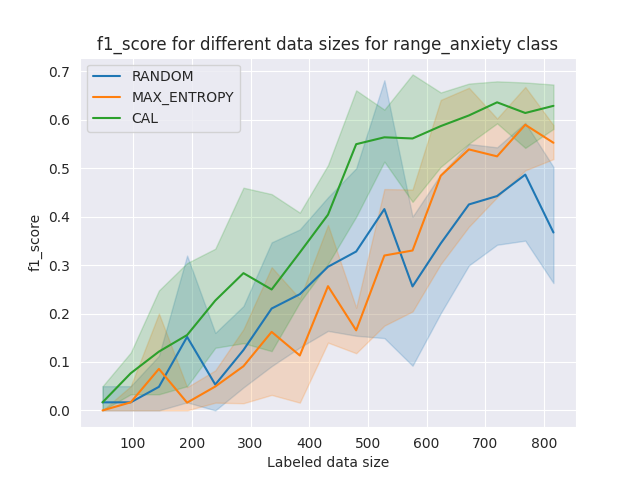 f1_score for different data sizes for range_anxiety class
RANDOM
MAX_ENTROPY
CAL
f1_score
0.7
0.6
0.5
0.4
0.3
0.2
0.1
0.0
100 200 300 400 500 600 700 800
Labeled data size